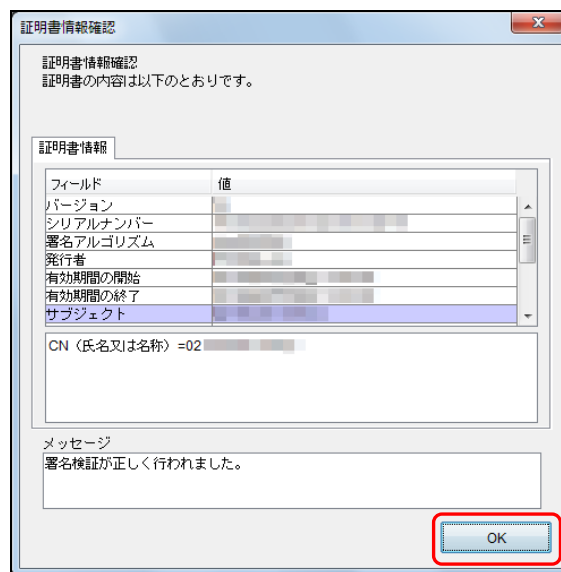 証明書情報確認
証明書情報確認
証明書の内容は以下のとおりです。
証明書情報
フィールド 値
バージョン
シリアルナンバー
署名アルゴリズム
発行者
有効期間の開始
有効期間の終了
サブジェクト
CN（氏名又は名称）=02
メッセージ
署名検証が正しく行われました。
OK